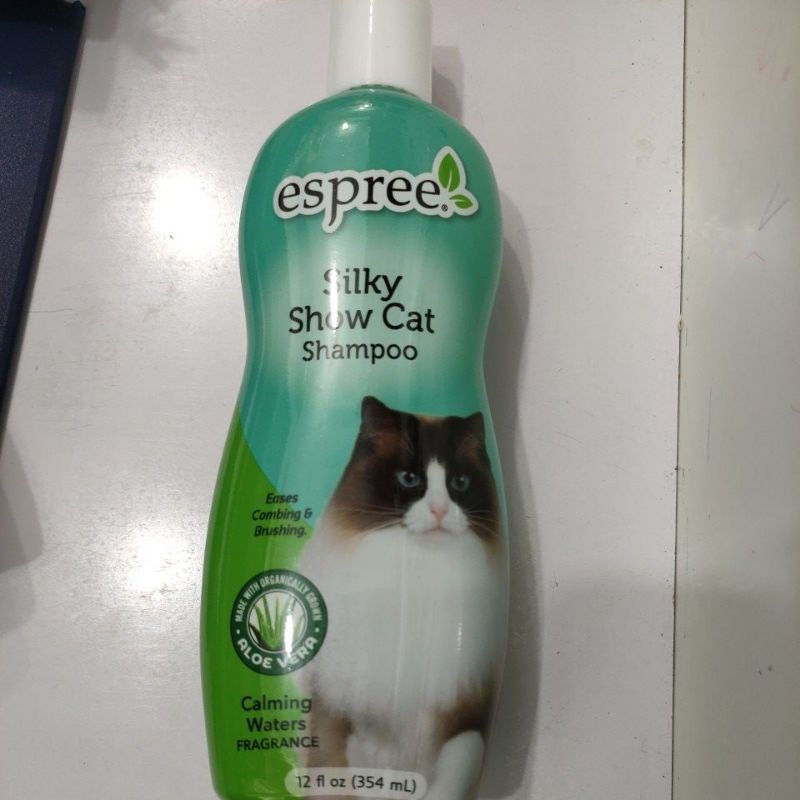 espree®
Silky
Show Cat
Shampoo
Eases
Combing &
Brushing.
MADE WITH ORGANICALLY GROWN
ALOE VERA
Calming
Waters
FRAGRANCE
12 fl oz (354 mL)